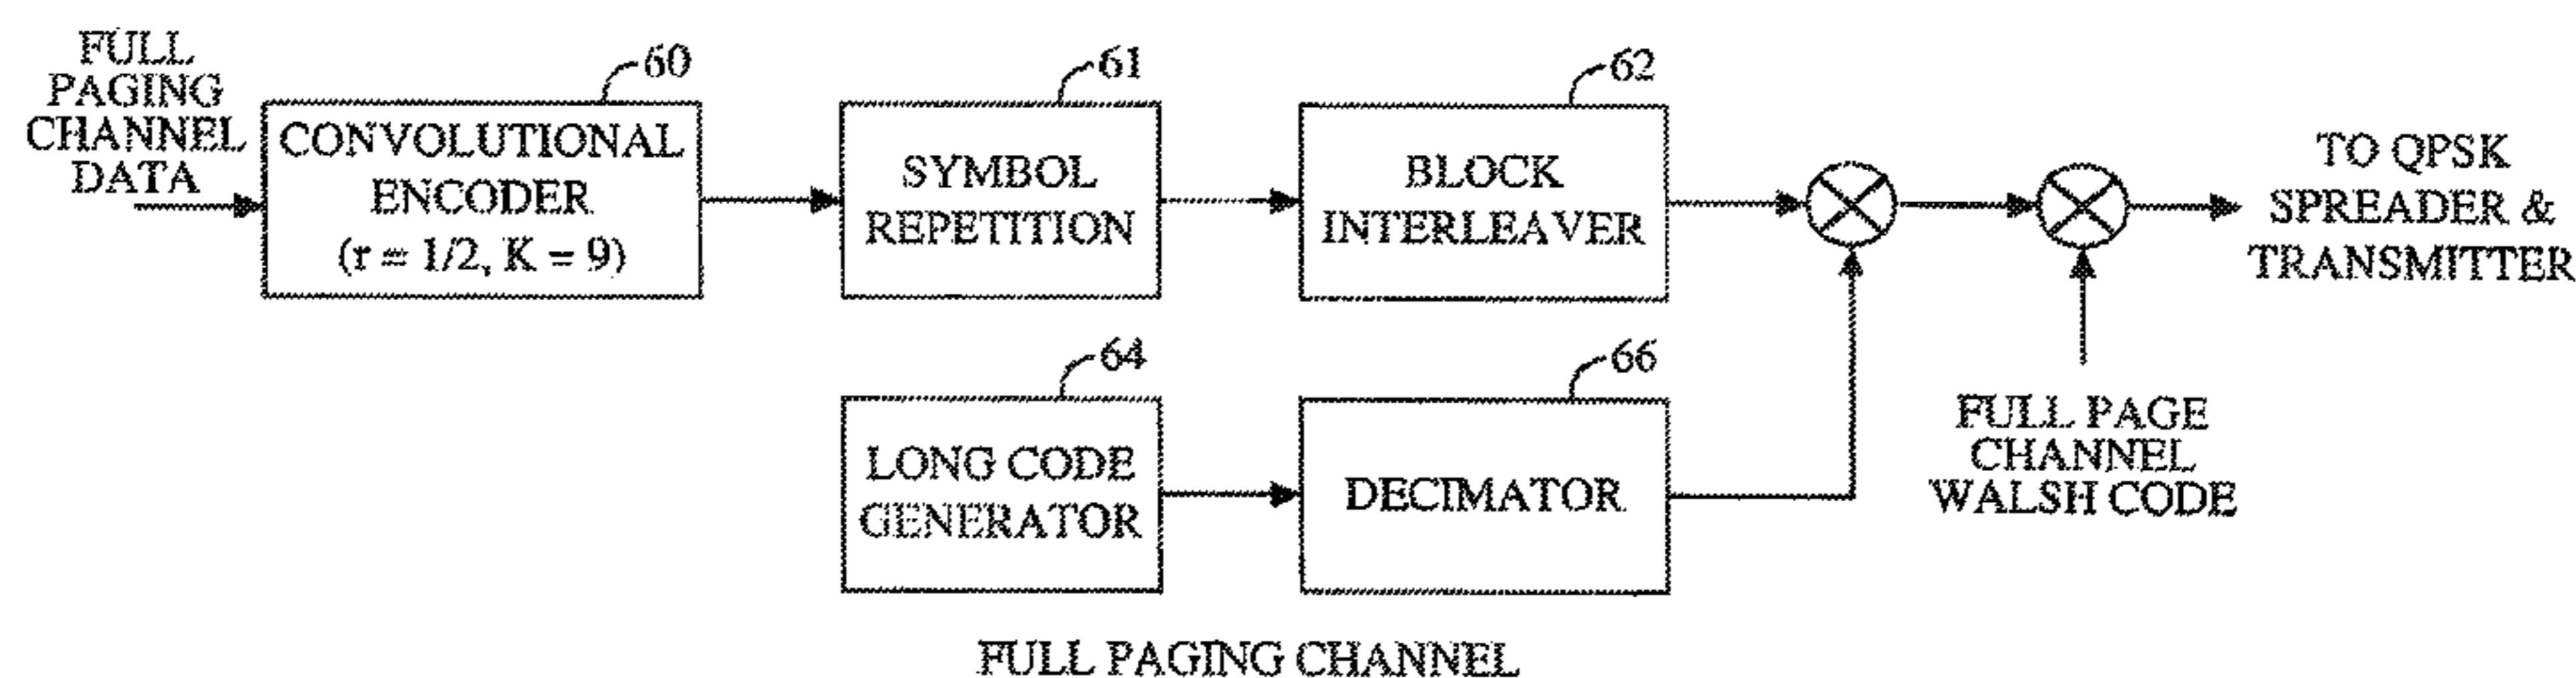 FULL
PAGING
CHANNEL
DATA
60
CONVOLUTIONAL
ENCODER
(r = 1/2, K = 9)
61
SYMBOL
REPETITION
62
BLOCK
INTERLEAVER
TO QPSK
SPREADER &
TRANSMITTER
64
LONG CODE
GENERATOR
66
DECIMATOR
FULL PAGE
CHANNEL
WALSH CODE
FULL PAGING CHANNEL